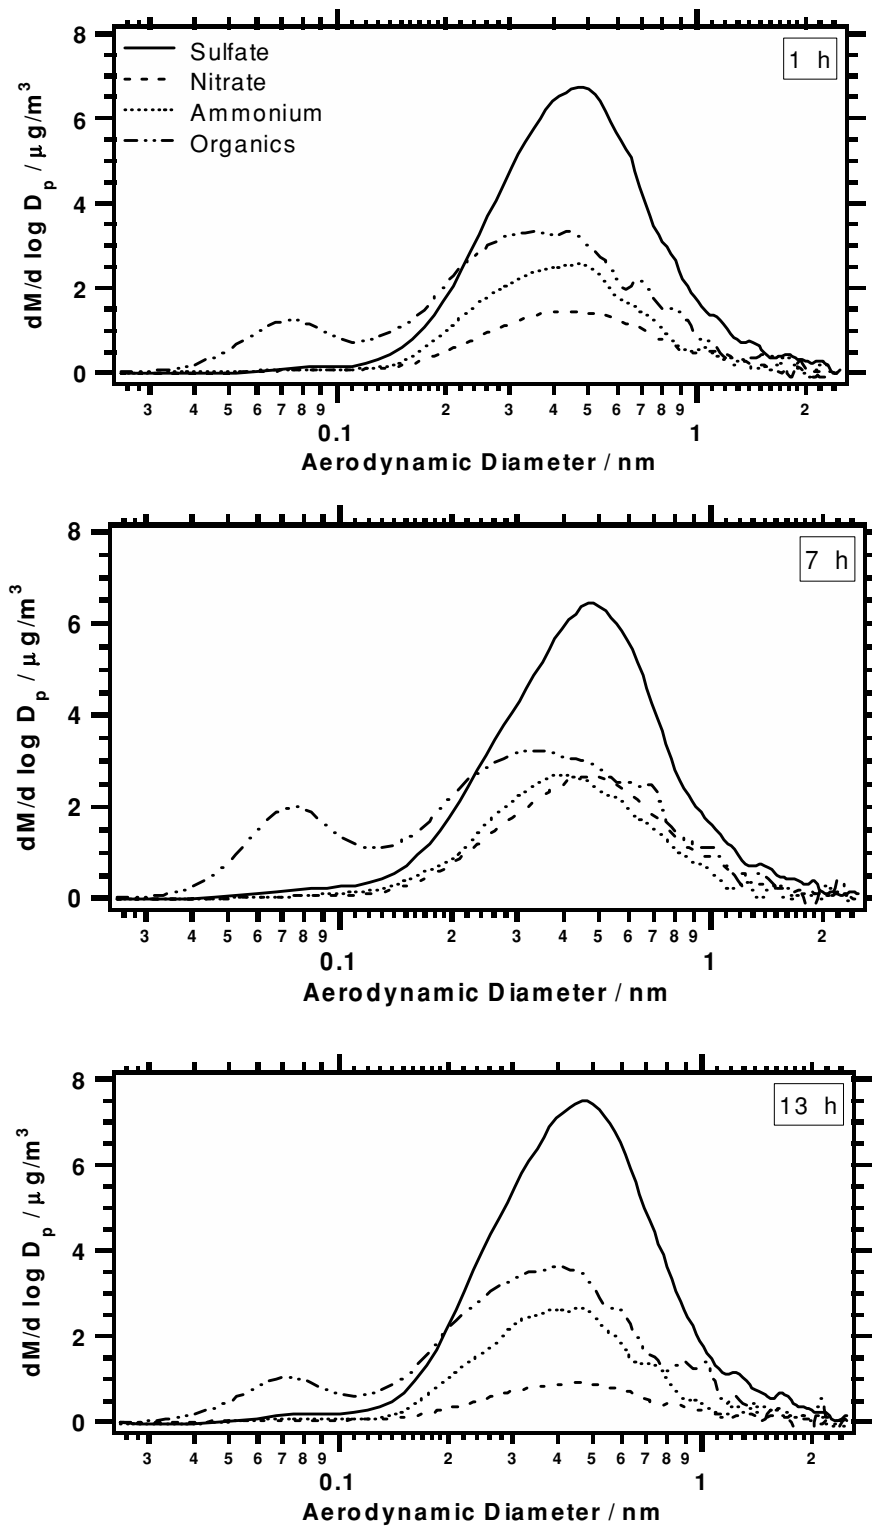 8
6
4
2
0
dM/d log Dp / μg/m3
Sulfate
Nitrate
Ammonium
Organics
1 h
3 4 5 6 7 8 9 2 3 4 5 6 7 8 9 2
0.1 1
Aerodynamic Diameter / nm
8
6
4
2
0
dM/d log Dp / μg/m3
7 h
3 4 5 6 7 8 9 2 3 4 5 6 7 8 9 2
0.1 1
Aerodynamic Diameter / nm
8
6
4
2
0
dM/d log Dp / μg/m3
13 h
3 4 5 6 7 8 9 2 3 4 5 6 7 8 9 2
0.1 1
Aerodynamic Diameter / nm